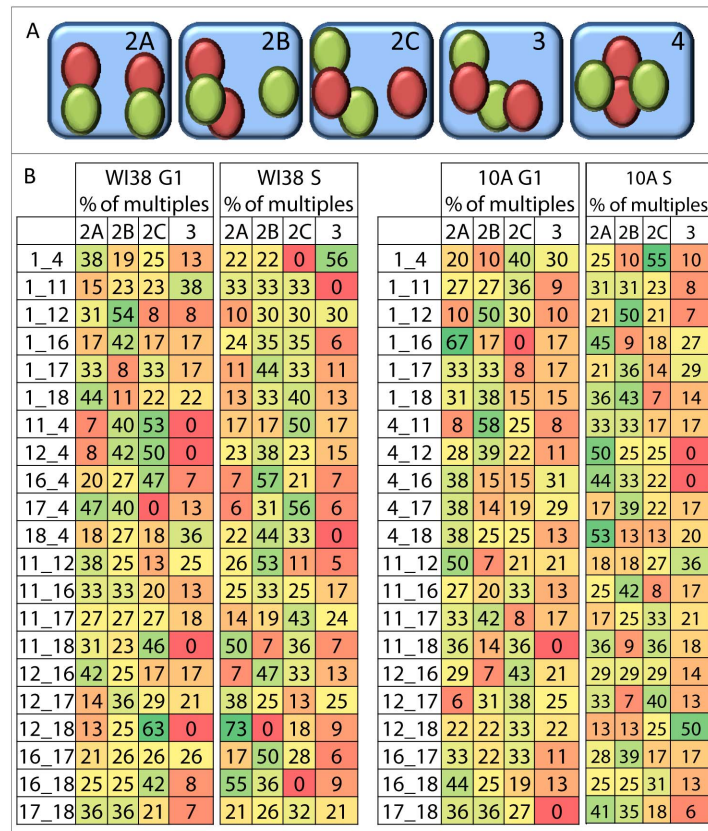 A
2A 2B 2C 3 4
B
WI38 G1 WI38 S 10A G1 10A S
% of multiples % of multiples % of multiples % of multiples
2A 2B 2C 3 2A 2B 2C 3 2A 2B 2C 3 2A 2B 2C 3
1_4 38 19 25 13 22 22 0 56 1_4 20 10 40 30 25 10 55 10
1_11 15 23 23 38 33 33 33 0 1_11 27 27 36 9 31 31 23 8
1_12 31 54 8 8 10 30 30 30 1_12 10 50 30 10 21 50 21 7
1_16 17 42 17 17 24 35 35 6 1_16 67 17 0 17 45 9 18 27
1_17 33 8 33 17 11 44 33 11 1_17 33 33 8 17 21 36 14 29
1_18 44 11 22 22 13 33 40 13 1_18 31 38 15 15 36 43 7 14
11_4 7 40 53 0 17 17 50 17 4_11 8 58 25 8 33 33 17 17
12_4 8 42 50 0 23 38 23 15 4_12 28 39 22 11 50 25 25 0
16_4 20 27 47 7 7 57 21 7 4_16 38 15 15 31 44 33 22 0
17_4 47 40 0 13 6 31 56 6 4_17 38 14 19 29 17 39 22 17
18_4 18 27 18 36 22 44 33 0 4_18 38 25 25 13 53 13 13 20
11_12 38 25 13 25 26 53 11 5 11_12 50 7 21 21 18 18 27 36
11_16 33 33 20 13 25 33 25 17 11_16 27 20 33 13 25 42 8 17
11_17 27 27 27 18 14 19 43 24 11_17 33 42 8 17 17 25 33 21
11_18 31 23 46 0 50 7 36 7 11_18 36 14 36 0 36 9 36 18
12_16 42 25 17 17 7 47 33 13 12_16 29 7 43 21 29 29 29 14
12_17 14 36 29 21 38 25 13 25 12_17 6 31 38 25 33 7 40 13
12_18 13 25 63 0 73 0 18 9 12_18 22 22 33 22 13 13 25 50
16_17 21 26 26 26 17 50 28 6 16_17 33 22 33 11 28 39 17 17
16_18 25 25 42 8 55 36 0 9 16_18 44 25 19 13 25 25 31 13
17_18 36 36 21 7 21 26 32 21 17_18 36 36 27 0 41 35 18 6